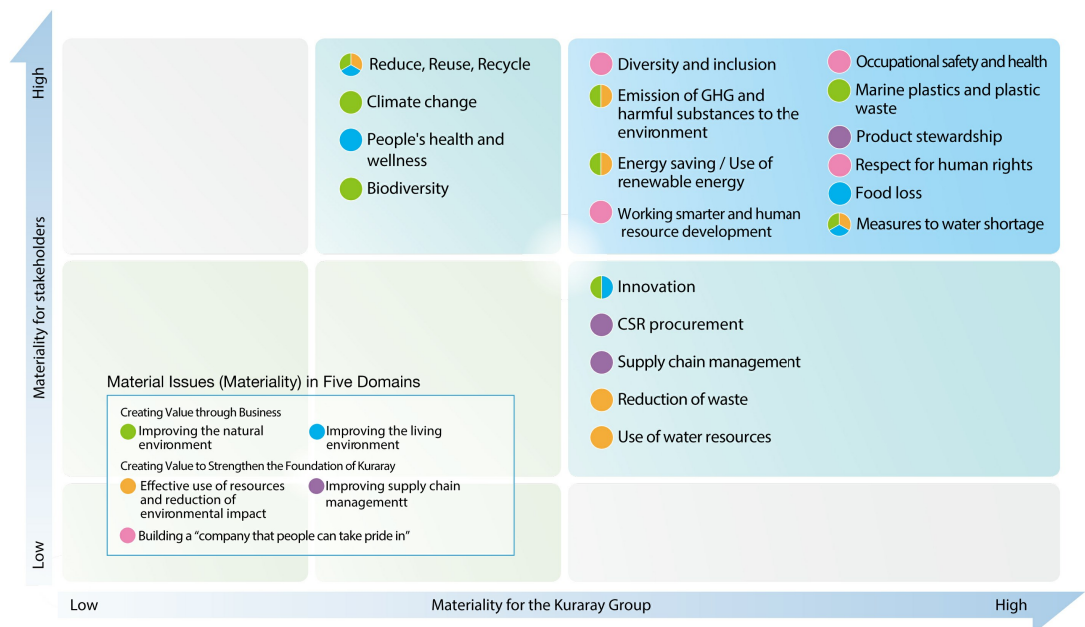 High
Materiality for stakeholders
Low
Reduce, Reuse, Recycle
Climate change
People's health and
wellness
Biodiversity
Diversity and inclusion
Emission of GHG and
harmful substances to the
environment
Energy saving / Use of
renewable energy
Working smarter and human
resource development
Occupational safety and health
Marine plastics and plastic
waste
Product stewardship
Respect for human rights
Food loss
Measures to water shortage
Innovation
CSR procurement
Supply chain management
Reduction of waste
Use of water resources
Material Issues (Materiality) in Five Domains
Creating Value through Business
Improving the natural
environment
Improving the living
environment
Creating Value to Strengthen the Foundation of Kuraray
Effective use of resources
and reduction of
environmental impact
Improving supply chain
managementt
Building a “company that people can take pride in”
Low
Materiality for the Kuraray Group
High